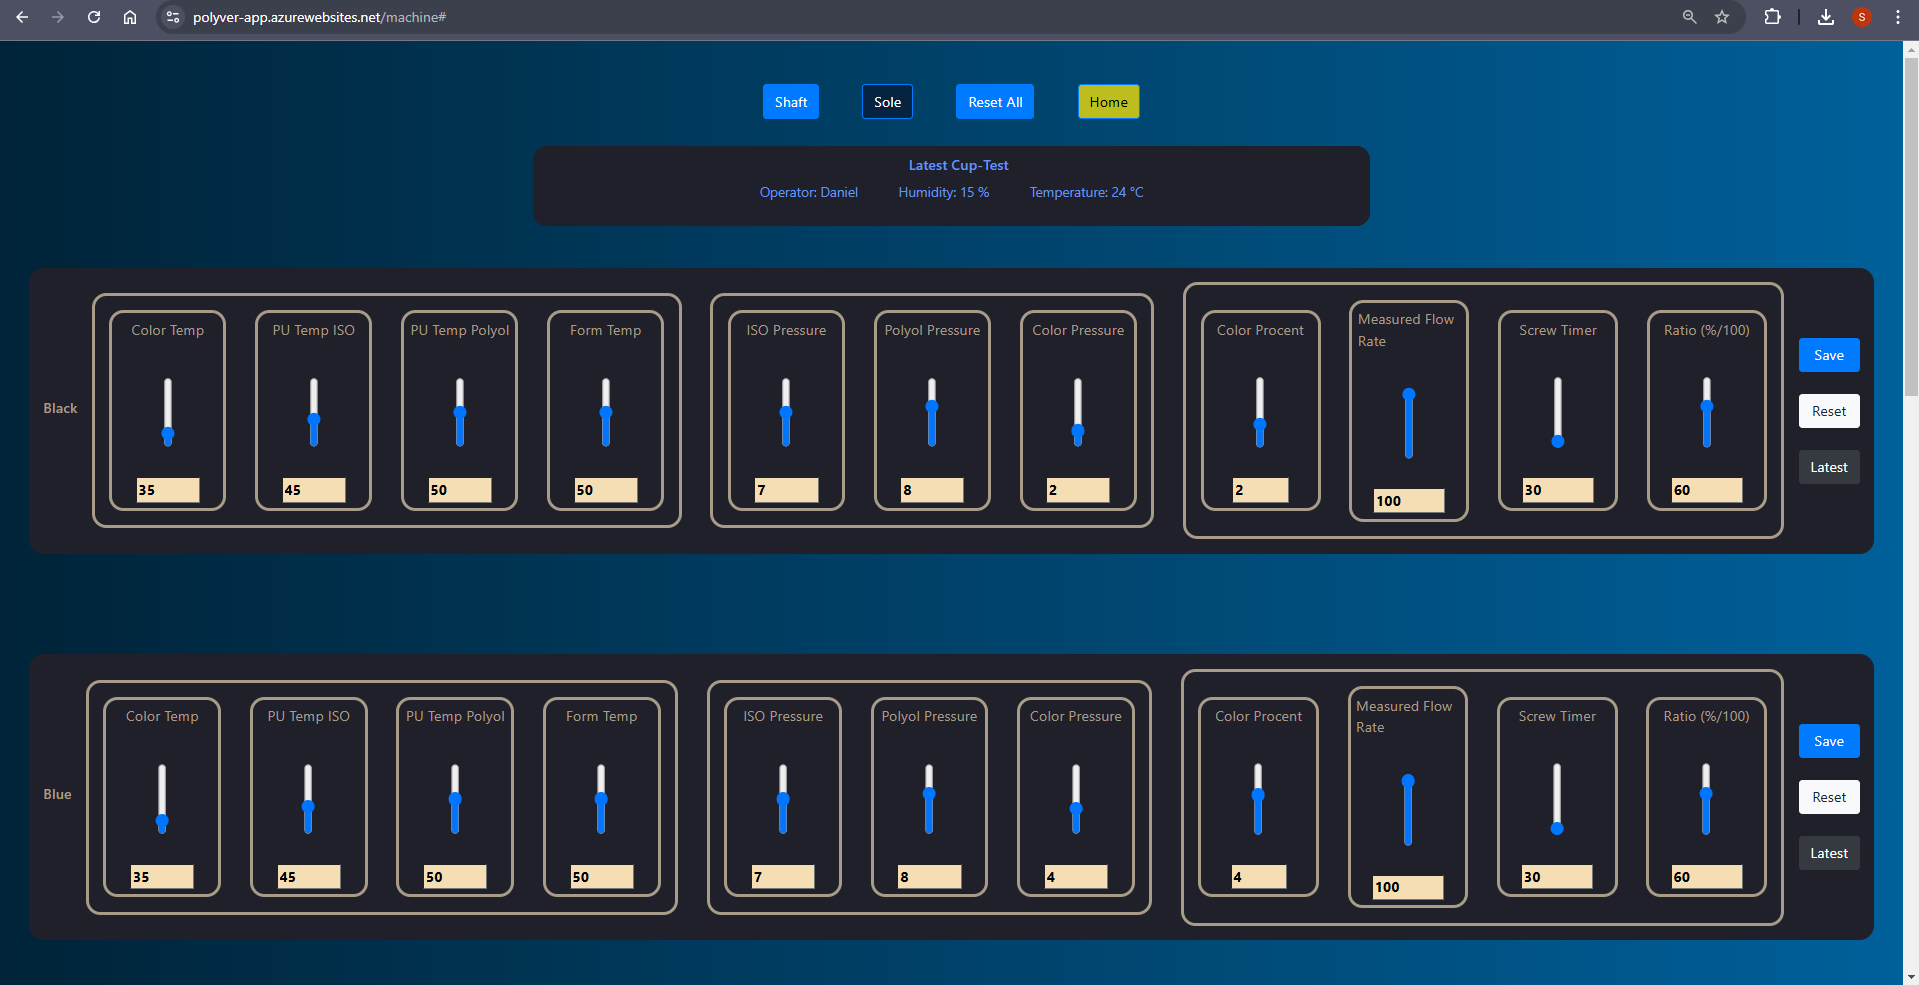 polyver-app.azurewebsites.net/machine#
S
Shaft Sole Reset All Home
Latest Cup-Test
Operator: Daniel Humidity: 15 % Temperature: 24 °C
Black
Color Temp PU Temp ISO PU Temp Polyol Form Temp
35 45 50 50
ISO Pressure Polyol Pressure Color Pressure
7 8 2
Color Procent Measured Flow Rate Screw Timer Ratio (%/100)
2 100 30 60
Save
Reset
Latest
Blue
Color Temp PU Temp ISO PU Temp Polyol Form Temp
35 45 50 50
ISO Pressure Polyol Pressure Color Pressure
7 8 4
Color Procent Measured Flow Rate Screw Timer Ratio (%/100)
4 100 30 60
Save
Reset
Latest